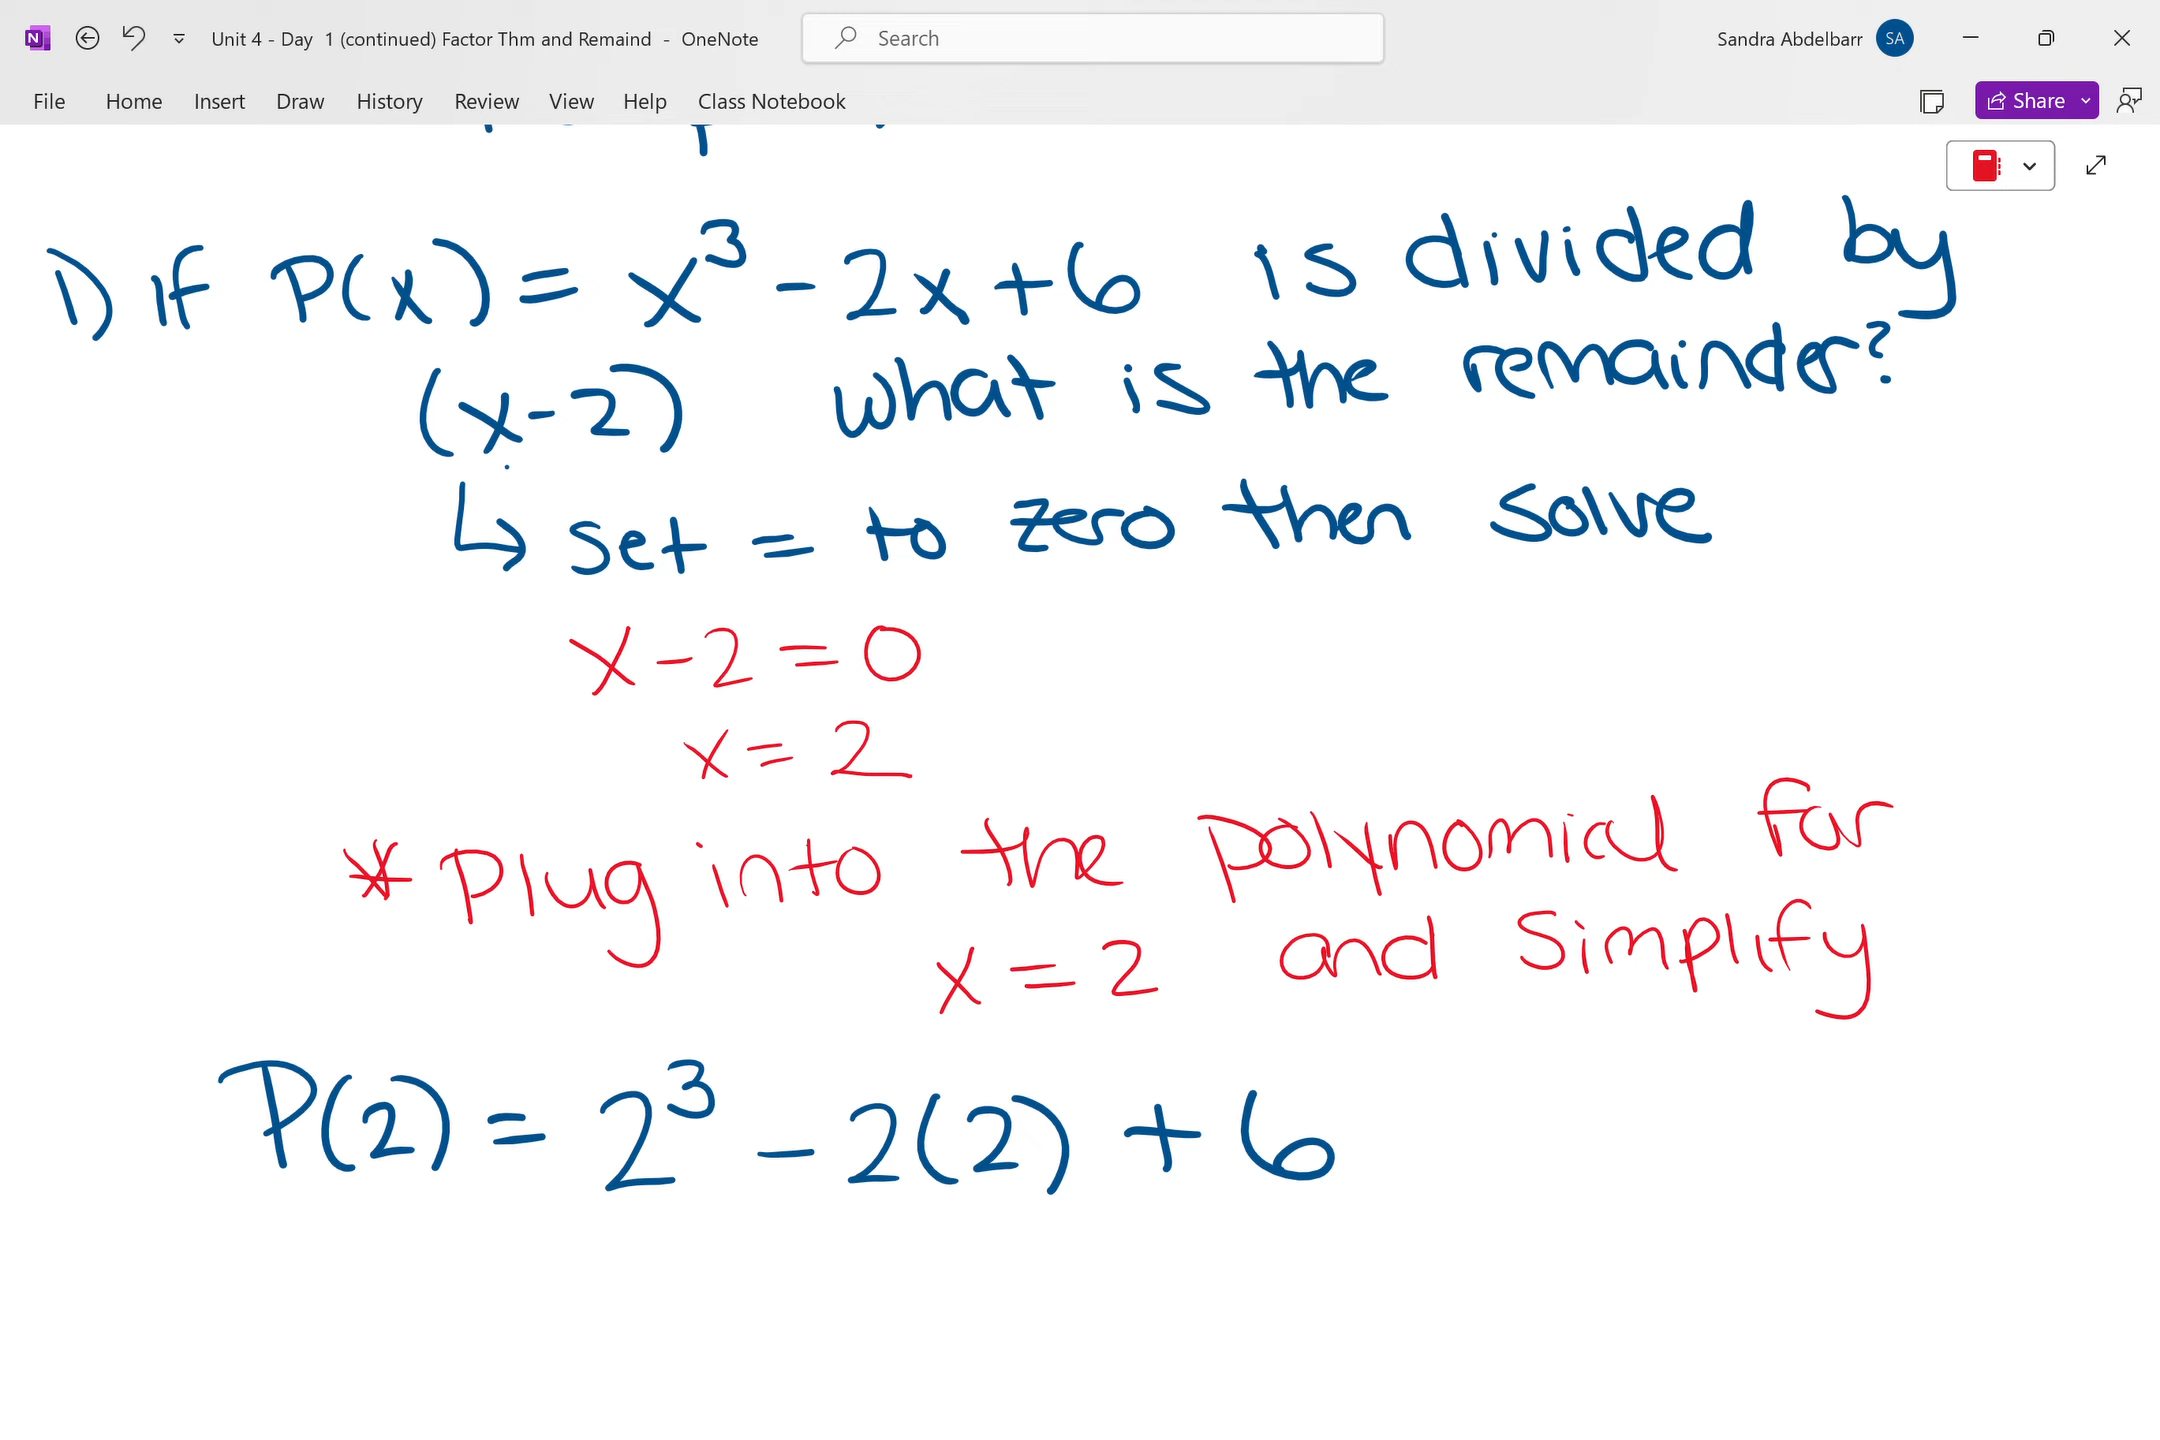 Unit 4 - Day 1 (continued) Factor Thm and Remaind - OneNote
Search
Sandra Abdelbarr SA
File Home Insert Draw History Review View Help Class Notebook
Share
1) If P(x) = x³ - 2x + 6 is divided by
(x-2) what is the remainder?
↳ set = to zero then solve
x - 2 = 0
x = 2
* Plug into the polynomial for
x = 2 and simplify
P(2) = 2³ - 2(2) + 6